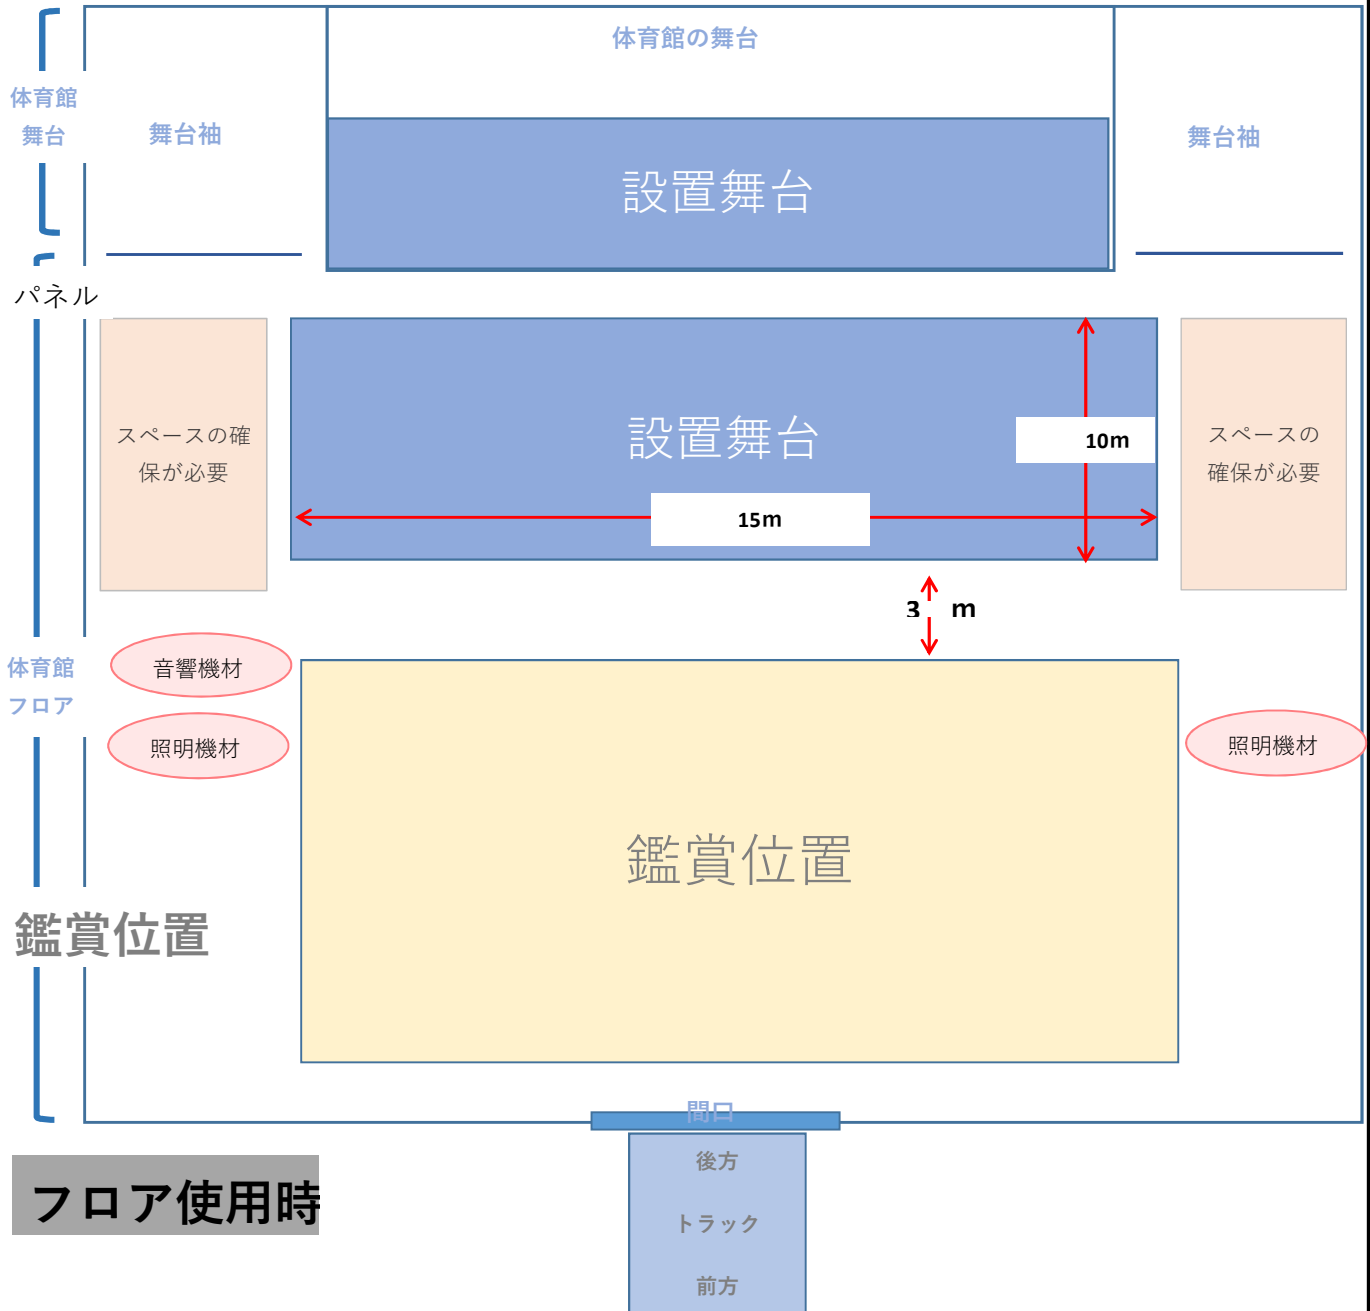 体育館の舞台
体育館
舞台
舞台袖
舞台袖
設置舞台
パネル
スペースの確
保が必要
設置舞台
10m
15m
スペースの
確保が必要
3 m
体育館
フロア
音響機材
照明機材
照明機材
鑑賞位置
鑑賞位置
間口
後方
トラック
前方
フロア使用時